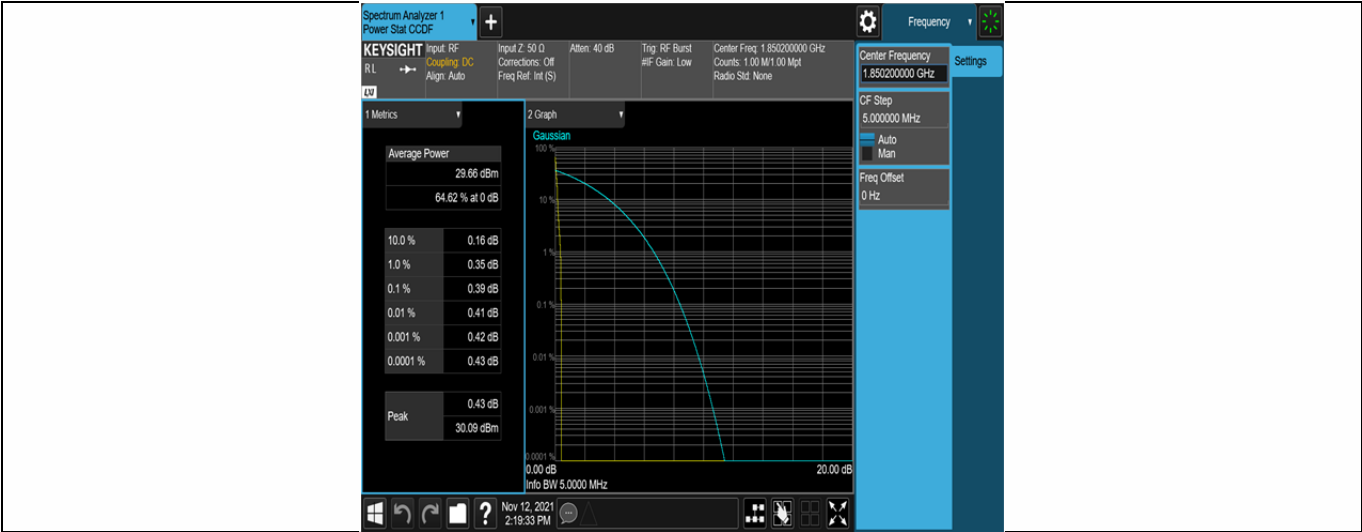 Spectrum Analyzer 1
Power Stat CCDF
Frequency
KEYSIGHT
RL
LXI
Input: RF
Coupling: DC
Align: Auto
Input Z: 50 Ω
Corrections: Off
Freq Ref: Int (S)
Atten: 40 dB
Trig: RF Burst
#IF Gain: Low
Center Freq: 1.850200000 GHz
Counts: 1.00 M/1.00 Mpt
Radio Std: None
Center Frequency
1.850200000 GHz
Settings
CF Step
5.000000 MHz
Auto
Man
Freq Offset
0 Hz
1 Metrics
Average Power
29.66 dBm
64.62 % at 0 dB
10.0 % 0.16 dB
1.0 % 0.35 dB
0.1 % 0.39 dB
0.01 % 0.41 dB
0.001 % 0.42 dB
0.0001 % 0.43 dB
Peak
0.43 dB
30.09 dBm
2 Graph
Gaussian
100 %
10 %
1 %
0.1 %
0.01 %
0.001 %
0.0001 %
0.00 dB 20.00 dB
Info BW 5.0000 MHz
Nov 12, 2021
2:19:33 PM